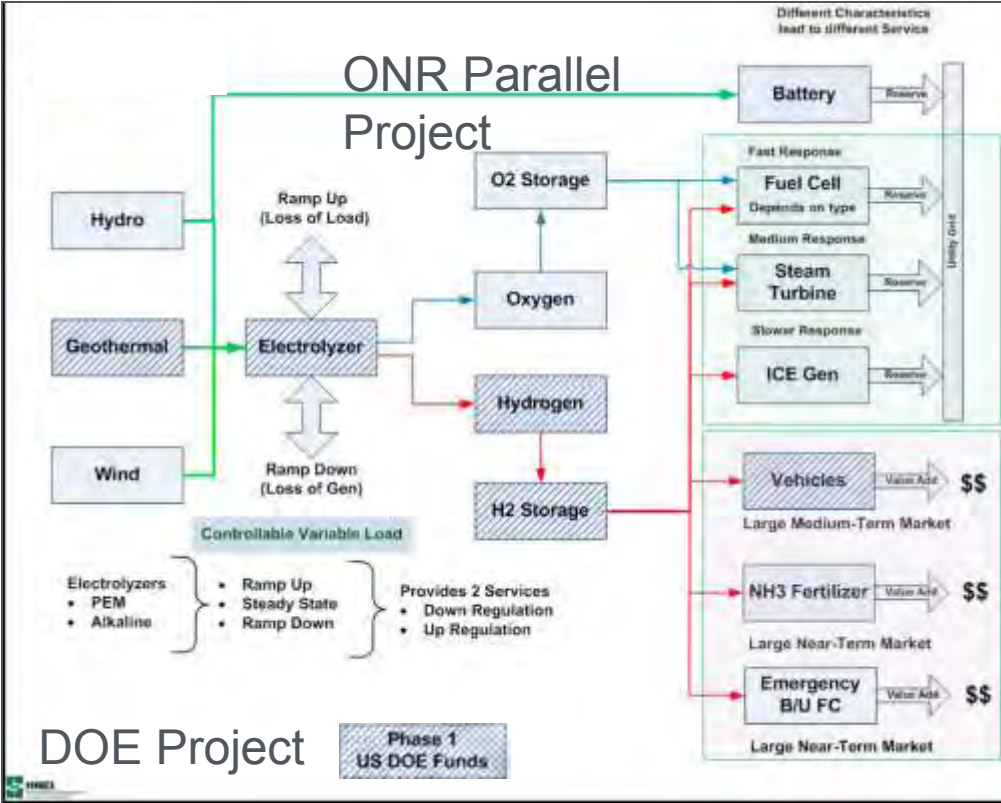 Different Characteristics
lead to different Service
ONR Parallel
Project
Battery
Reserve
Fast Response
Fuel Cell
Depends on type
Reserve
O2 Storage
Ramp Up
(Loss of Load)
Hydro
Medium Response
Steam
Turbine
Reserve
Utility Grid
Oxygen
Geothermal
Electrolyzer
Slower Response
ICE Gen
Reserve
Hydrogen
Wind
Ramp Down
(Loss of Gen)
H2 Storage
Vehicles
Value Add
$$
Large Medium-Term Market
Controllable Variable Load
Electrolyzers
• PEM
• Alkaline
• Ramp Up
• Steady State
• Ramp Down
Provides 2 Services
• Down Regulation
• Up Regulation
NH3 Fertilizer
Value Add
$$
Large Near-Term Market
Emergency
B/U FC
Value Add
$$
Large Near-Term Market
DOE Project
Phase 1
US DOE Funds
HNEI